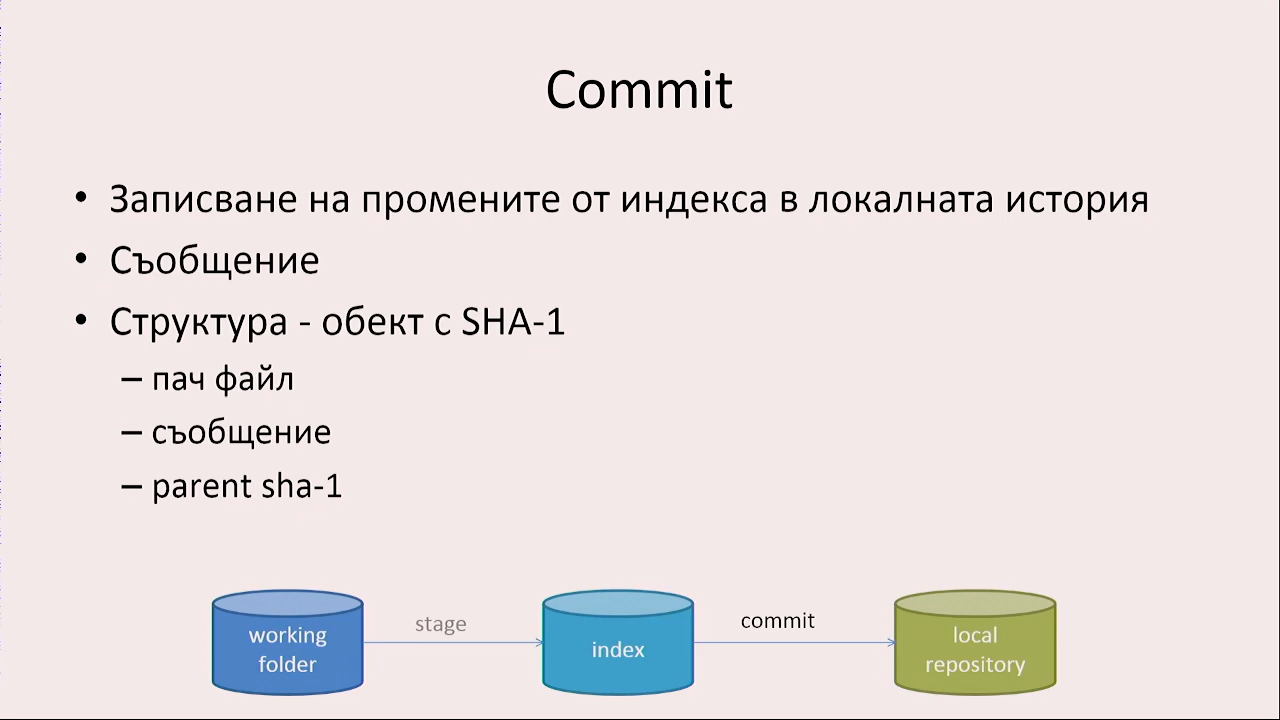 Commit
• Записване на промените от индекса в локалната история
• Съобщение
• Структура - обект с SHA-1
– пач файл
– съобщение
– parent sha-1
working
folder
stage
index
commit
local
repository